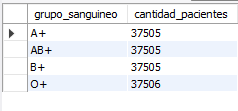 grupo_sanguineo cantidad_pacientes
A+ 37505
AB+ 37505
B+ 37505
O+ 37506